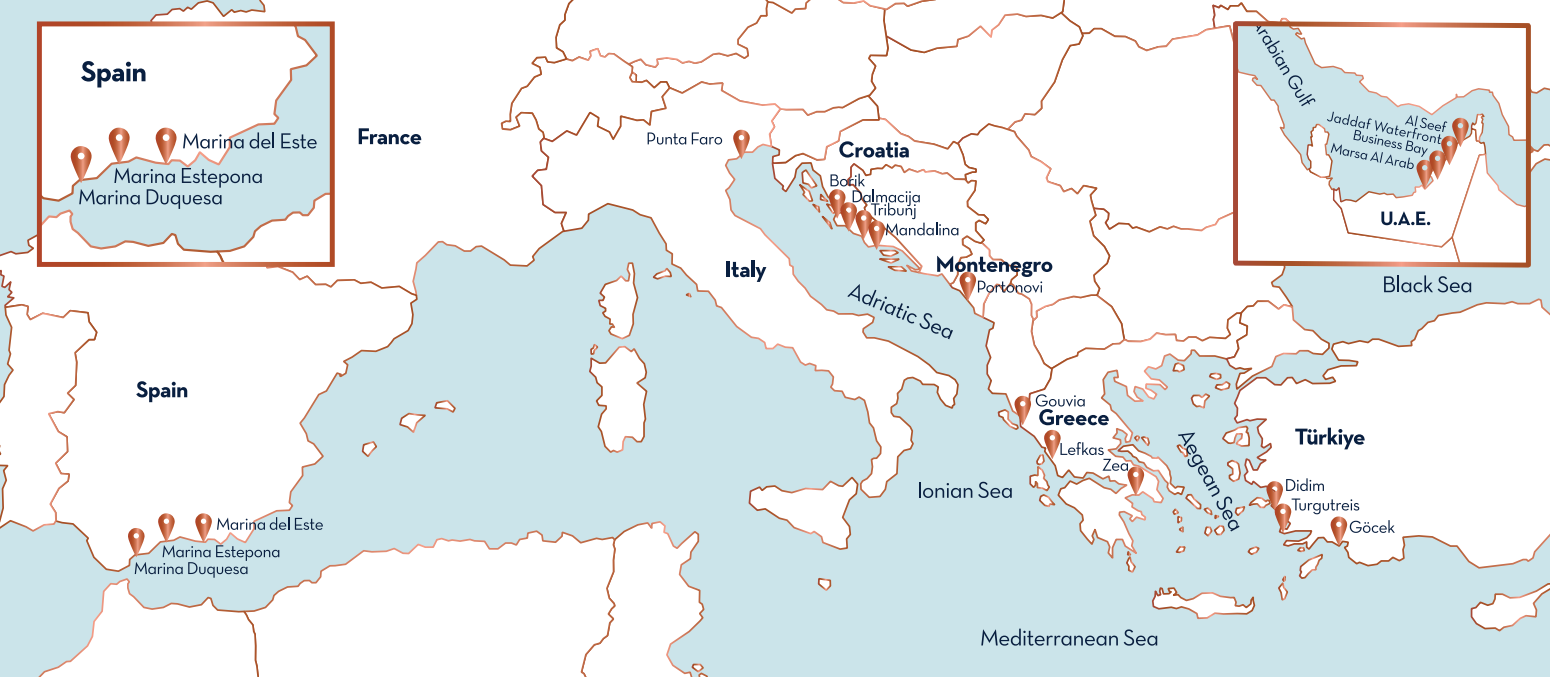 Spain
Marina del Este
Marina Estepona
Marina Duquesa
France
Punta Faro
Croatia
Borik
Dalmacija
Tribunj
Mandalina
Italy
Montenegro
Portonovi
Adriatic Sea
Arabian Gulf
Al Seef
Jaddaf Waterfront
Business Bay
Marsa Al Arab
U.A.E.
Black Sea
Spain
Gouvia
Greece
Lefkas
Zea
Ionian Sea
Aegean Sea
Türkiye
Didim
Turgutreis
Göcek
Marina del Este
Marina Estepona
Marina Duquesa
Mediterranean Sea